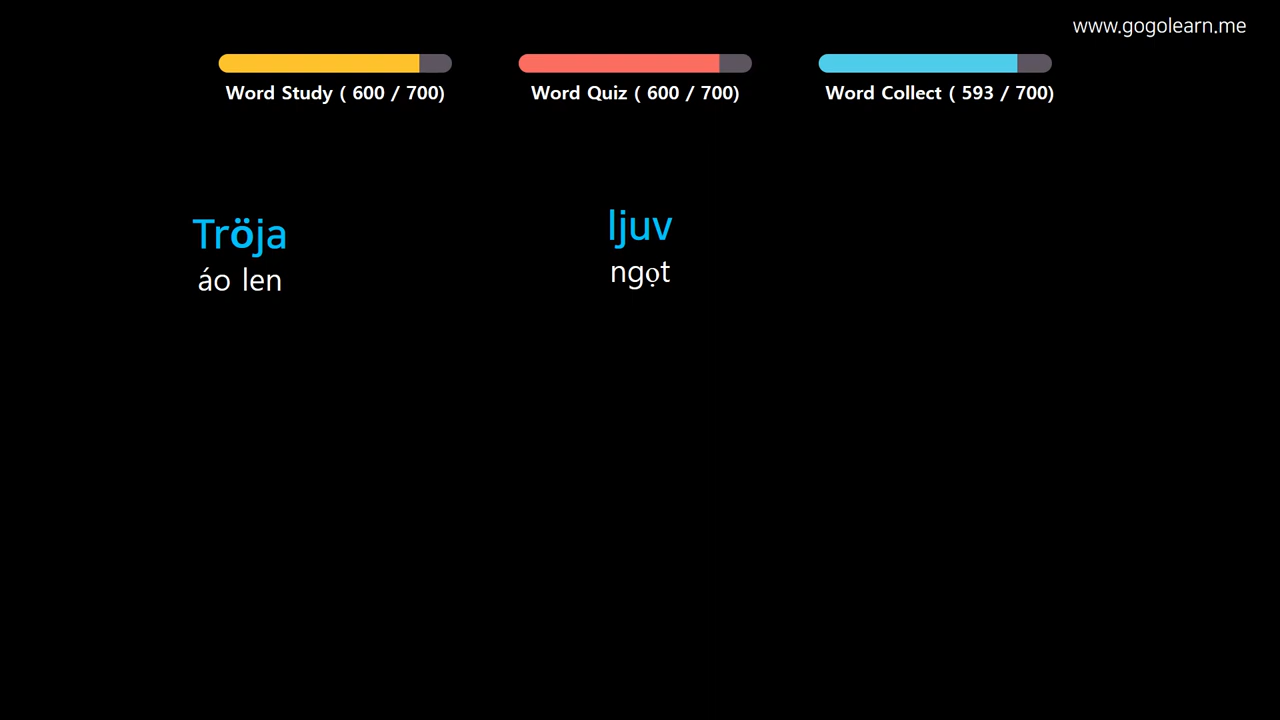 www.gogolearn.me
Word Study ( 600 / 700)
Word Quiz ( 600 / 700)
Word Collect ( 593 / 700)
Tröja
áo len
ljuv
ngọt